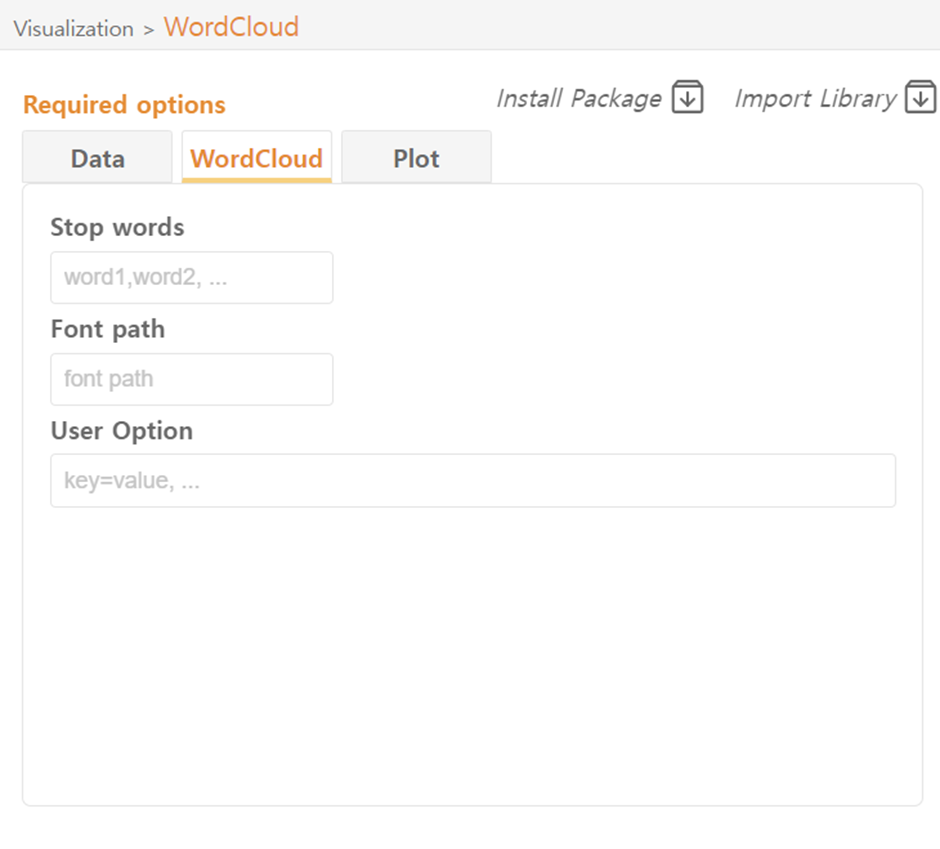 Visualization > WordCloud
Required options
Install Package
Import Library
Data
WordCloud
Plot
Stop words
word1,word2, ...
Font path
font path
User Option
key=value, ...